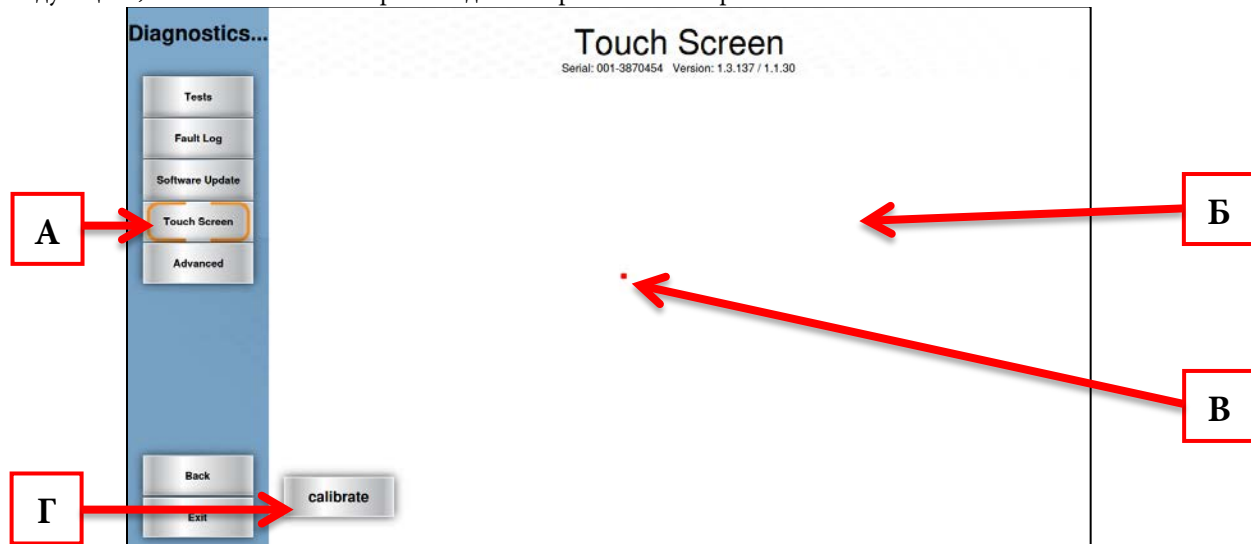 Diagnostics...
Touch Screen
Serial: 001-3870454 Version: 1.3.137 / 1.1.30
Tests
Fault Log
Software Update
Touch Screen
Advanced
А
Б
В
Back
calibrate
Exit
Г